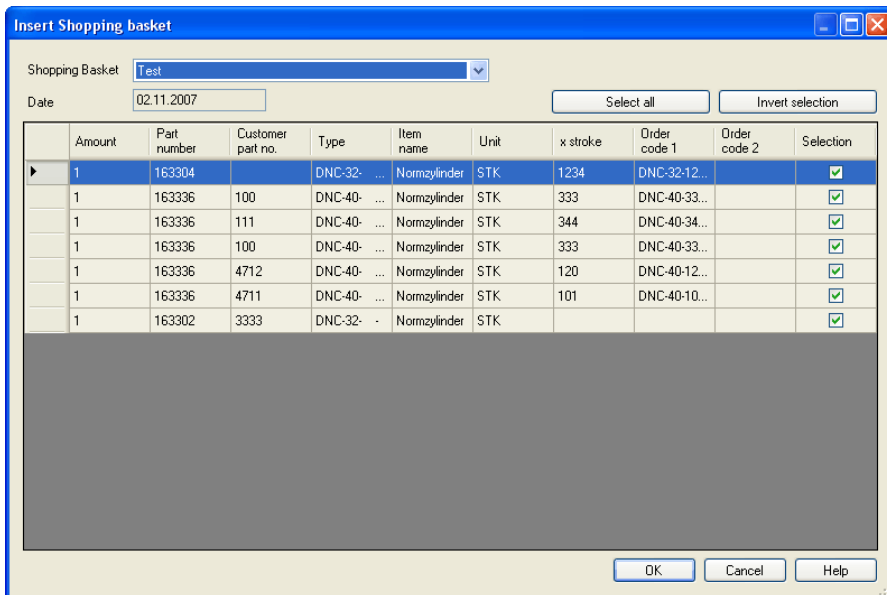 Insert Shopping basket
Shopping Basket Test
Date 02.11.2007 Select all Invert selection
Amount Part number Customer part no. Type Item name Unit x stroke Order code 1 Order code 2 Selection
1 163304 DNC-32- ... Normzylinder STK 1234 DNC-32-12...
1 163336 100 DNC-40- ... Normzylinder STK 333 DNC-40-33...
1 163336 111 DNC-40- ... Normzylinder STK 344 DNC-40-34...
1 163336 100 DNC-40- ... Normzylinder STK 333 DNC-40-33...
1 163336 4712 DNC-40- ... Normzylinder STK 120 DNC-40-12...
1 163336 4711 DNC-40- ... Normzylinder STK 101 DNC-40-10...
1 163302 3333 DNC-32- - Normzylinder STK
OK Cancel Help